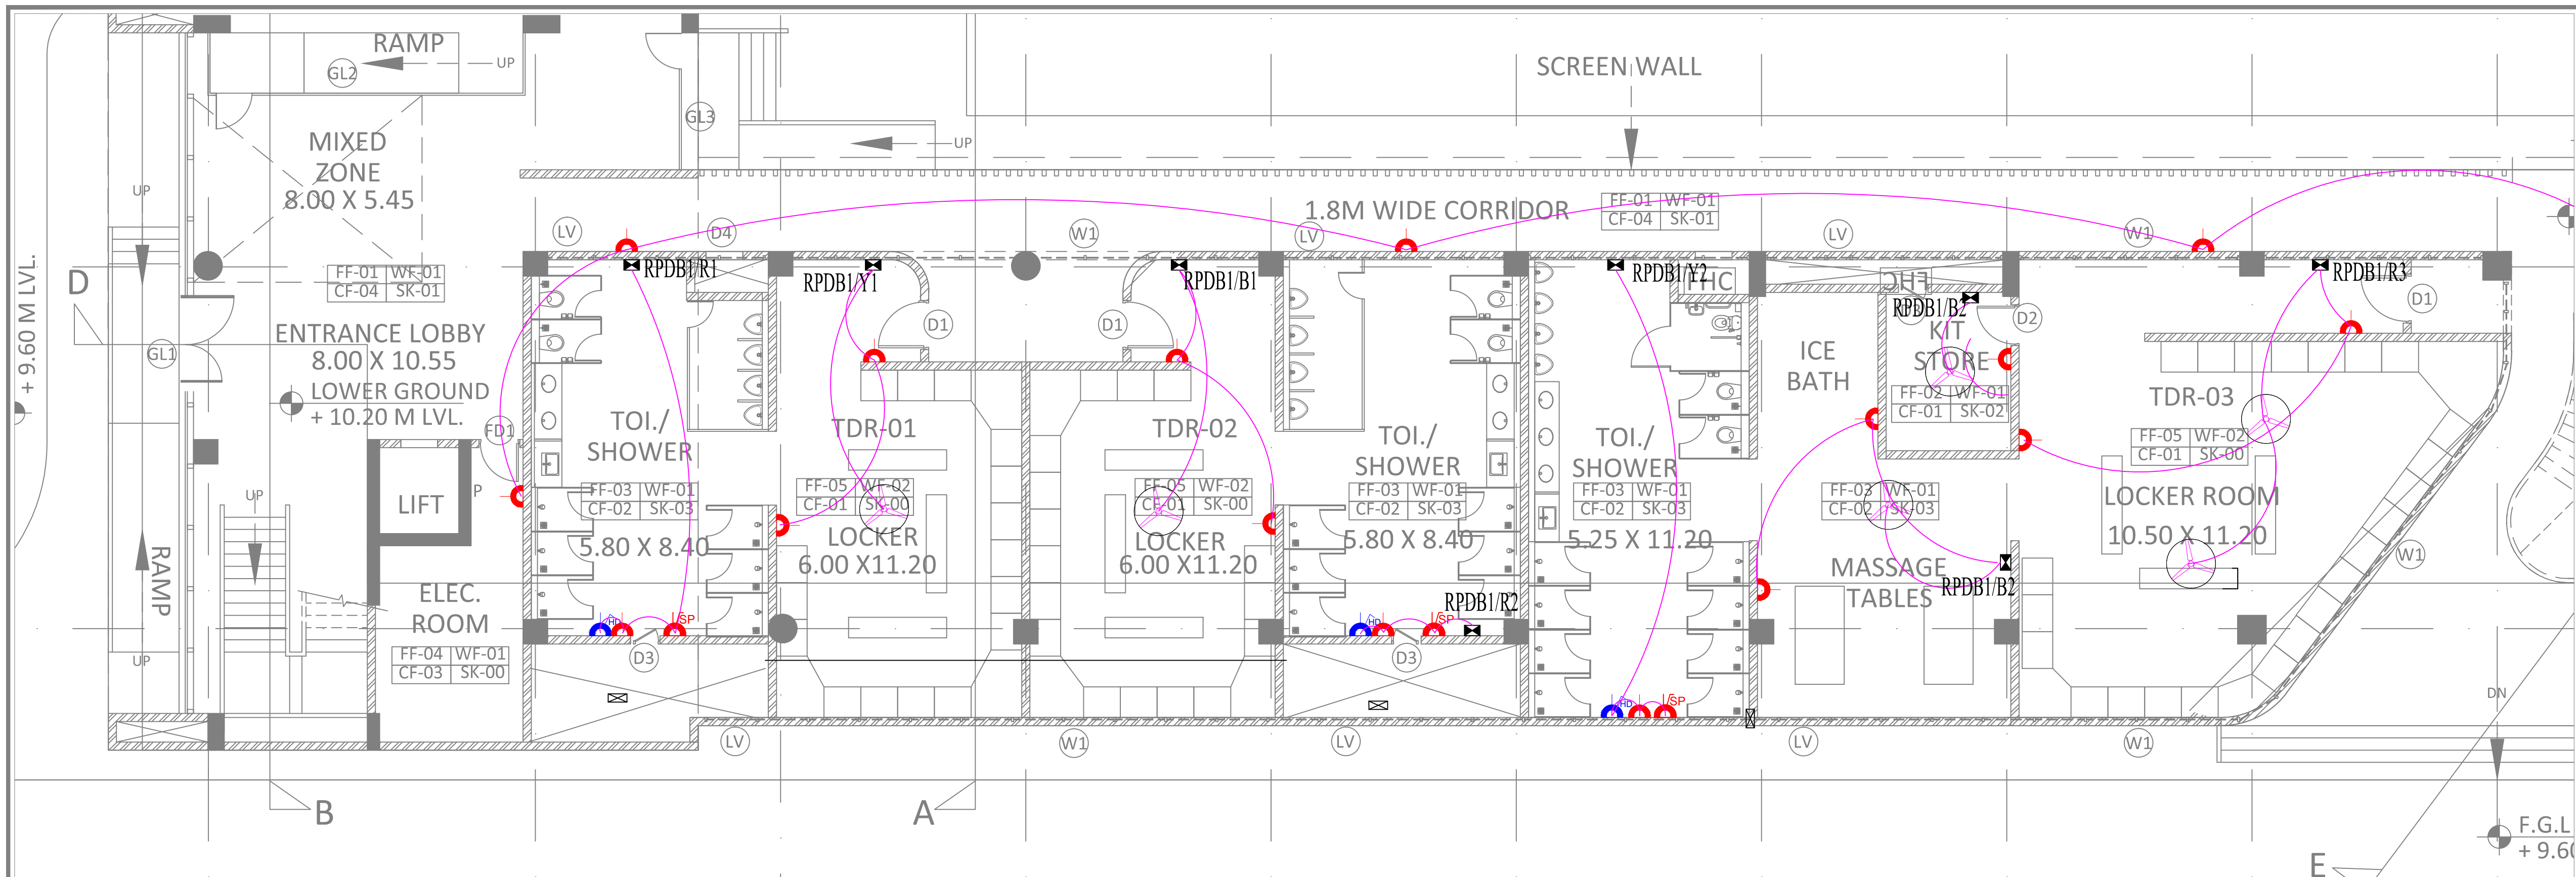 RAMP
GL2
UP
SCREEN WALL
GL3
UP
MIXED
ZONE
8.00 X 5.45
UP
1.8M WIDE CORRIDOR
FF-01 WF-01
CF-04 SK-01
LV
D4
W1
LV
LV
W1
D
+ 9.60 M LVL.
FF-01 WF-01
CF-04 SK-01
RPDB1/R1
RPDB1/Y1
RPDB1/B1
RPDB1/Y2
RPDB1/R3
FHC
RPDB1/B2
D1
D1
D2
D1
GL1
ENTRANCE LOBBY
8.00 X 10.55
LOWER GROUND
+ 10.20 M LVL.
FD1
KIT
STORE
FF-02 WF-01
CF-01 SK-02
ICE
BATH
TDR-03
FF-05 WF-02
CF-01 SK-00
LOCKER ROOM
10.50 X 11.20
TOI./
SHOWER
FF-03 WF-01
CF-02 SK-03
5.80 X 8.40
TDR-01
FF-05 WF-02
CF-01 SK-00
LOCKER
6.00 X11.20
TDR-02
FF-05 WF-02
CF-01 SK-00
LOCKER
6.00 X11.20
TOI./
SHOWER
FF-03 WF-01
CF-02 SK-03
5.80 X 8.40
TOI./
SHOWER
FF-03 WF-01
CF-02 SK-03
5.25 X 11.20
FF-03 WF-01
CF-02 SK-03
MASSAGE
TABLES
RPDB1/B2
RPDB1/R2
W1
LIFT
P
UP
RAMP
ELEC.
ROOM
FF-04 WF-01
CF-03 SK-00
UP
HD
SP
D3
HD
SP
D3
HD
SP
DN
LV
W1
LV
LV
W1
B
A
E
F.G.L
+ 9.60